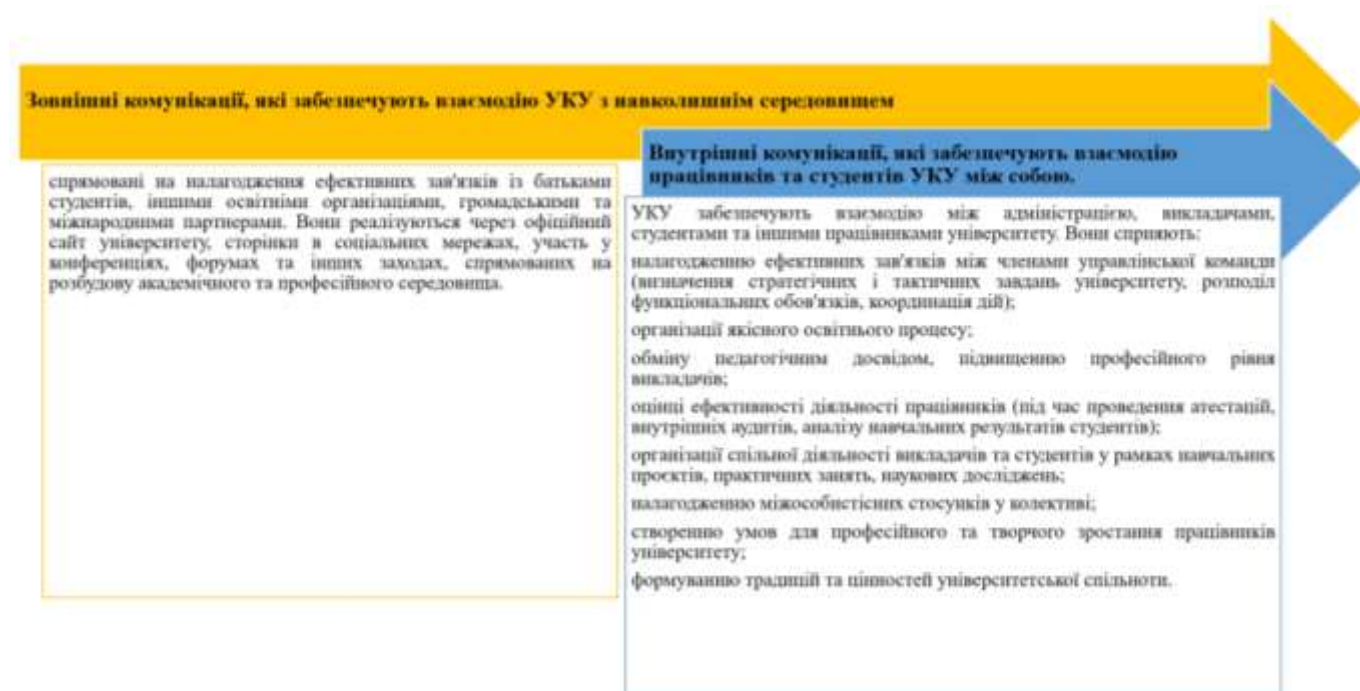 Зовнішні комунікації, які забезпечують взаємодію УКУ з навколишнім середовищем
спрямовані на налагодження ефективних зав'язків із батьками
студентів, іншими освітніми організаціями, громадськими та
міжнародними партнерами. Вони реалізуються через офіційний
сайт університету, сторінки в соціальних мережах, участь у
конференціях, форумах та інших заходах, спрямованих на
розбудову академічного та професійного середовища.
Внутрішні комунікації, які забезпечують взаємодію
працівників та студентів УКУ між собою.
УКУ забезпечують взаємодію між адміністрацією, викладачами,
студентами та іншими працівниками університету. Вони сприяють:
налагодженню ефективних зав'язків між членами управлінської команди
(визначення стратегічних і тактичних завдань університету, розподіл
функціональних обов'язків, координація дій);
організації якісного освітнього процесу;
обміну педагогічним досвідом, підвищенню професійного рівня
викладачів;
оцінці ефективності діяльності працівників (під час проведення атестацій,
внутрішніх аудитів, аналізу навчальних результатів студентів);
організації спільної діяльності викладачів та студентів у рамках навчальних
проєктів, практичних занять, наукових досліджень;
налагодженню міжособистісних стосунків у колективі;
створенню умов для професійного та творчого зростання працівників
університету;
формуванню традицій та цінностей університетської спільноти.